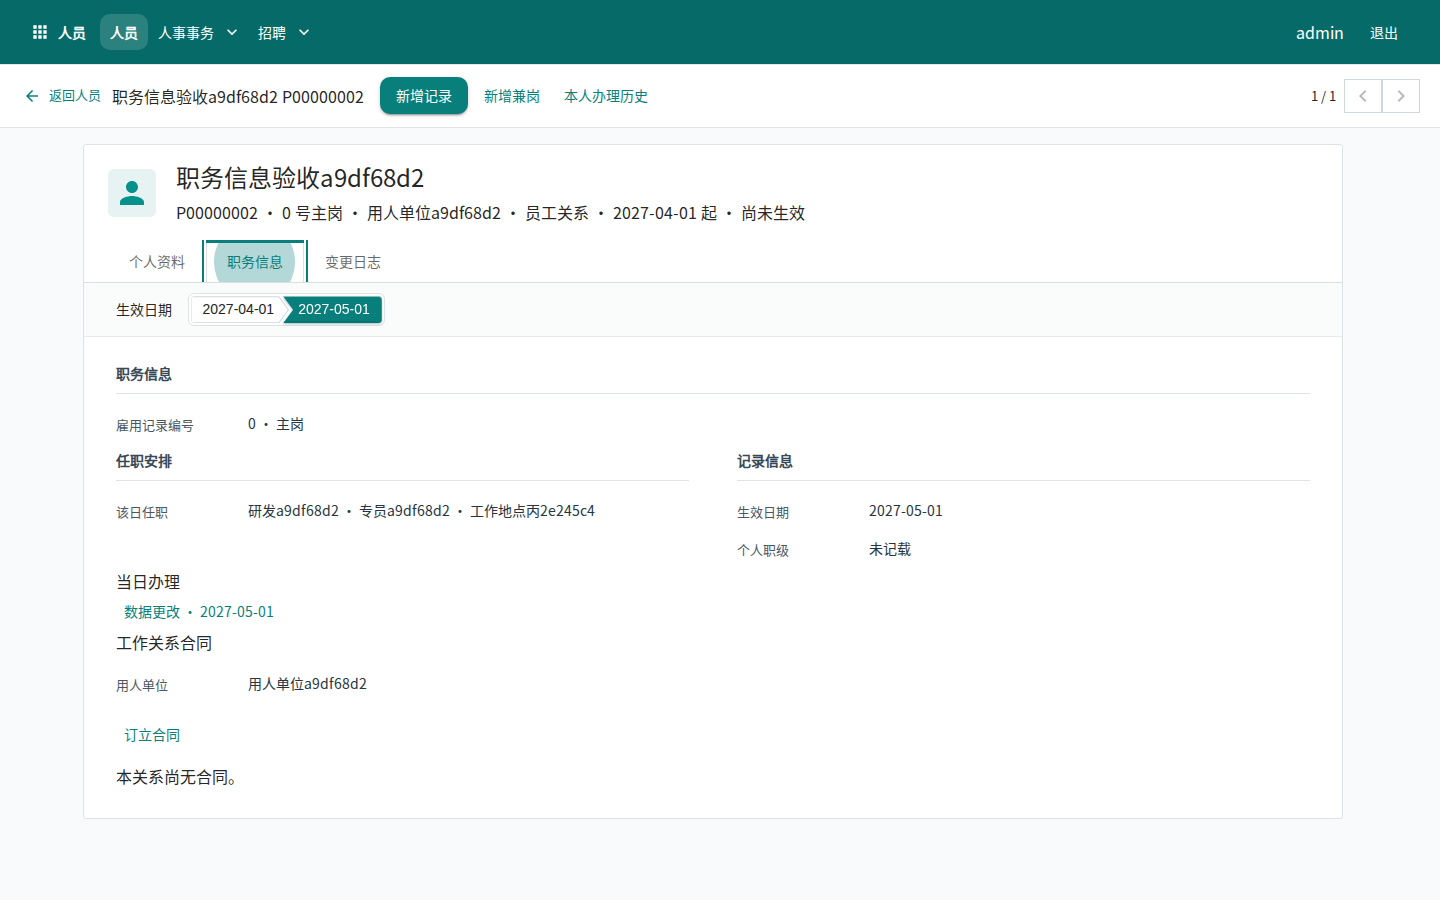 人员 人员 人事事务 招聘 admin 退出
返回人员 职务信息验收a9df68d2 P00000002 新增记录 新增兼岗 本人办理历史 1 / 1
职务信息验收a9df68d2
P00000002 · 0 号主岗 · 用人单位a9df68d2 · 员工关系 · 2027-04-01 起 · 尚未生效
个人资料 职务信息 变更日志
生效日期 2027-04-01 2027-05-01
职务信息
雇用记录编号 0 · 主岗
任职安排 记录信息
该日任职 研发a9df68d2 · 专员a9df68d2 · 工作地点丙2e245c4 生效日期 2027-05-01
个人职级 未记载
当日办理
数据更改 · 2027-05-01
工作关系合同
用人单位 用人单位a9df68d2
订立合同
本关系尚无合同。